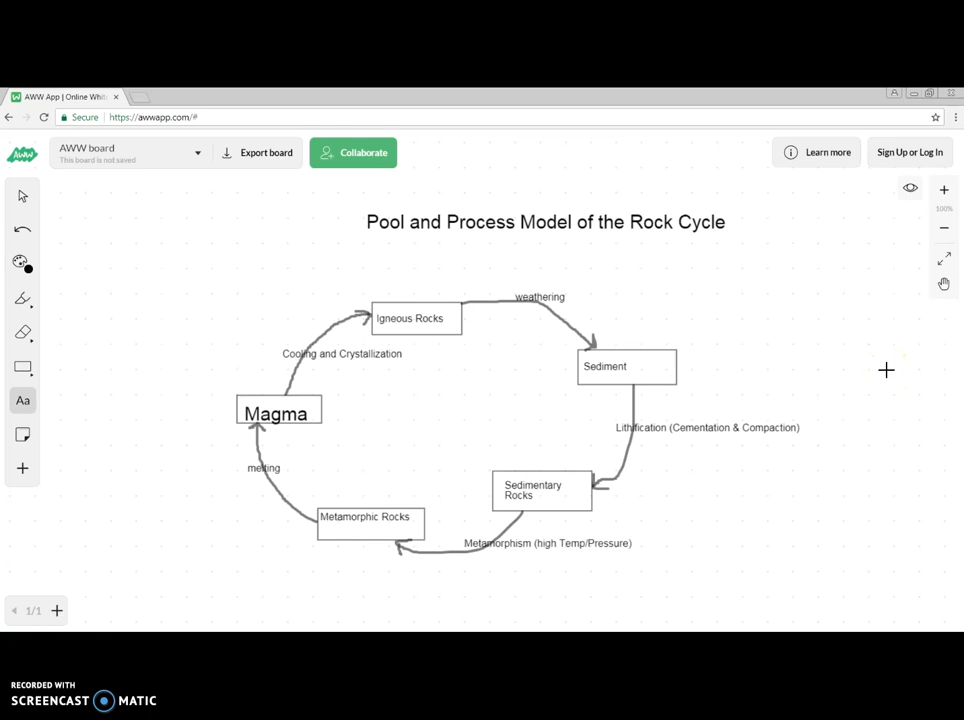 AWW App | Online White
Secure
https://awwapp.com/#
AWW
AWW board
This board is not saved
Export board
Collaborate
Learn more
Sign Up or Log In
100%
Pool and Process Model of the Rock Cycle
weathering
Igneous Rocks
Cooling and Crystallization
Sediment
Magma
Lithification (Cementation & Compaction)
melting
Sedimentary
Rocks
Metamorphic Rocks
Metamorphism (high Temp/Pressure)
Aa
1/1
RECORDED WITH
SCREENCAST MATIC